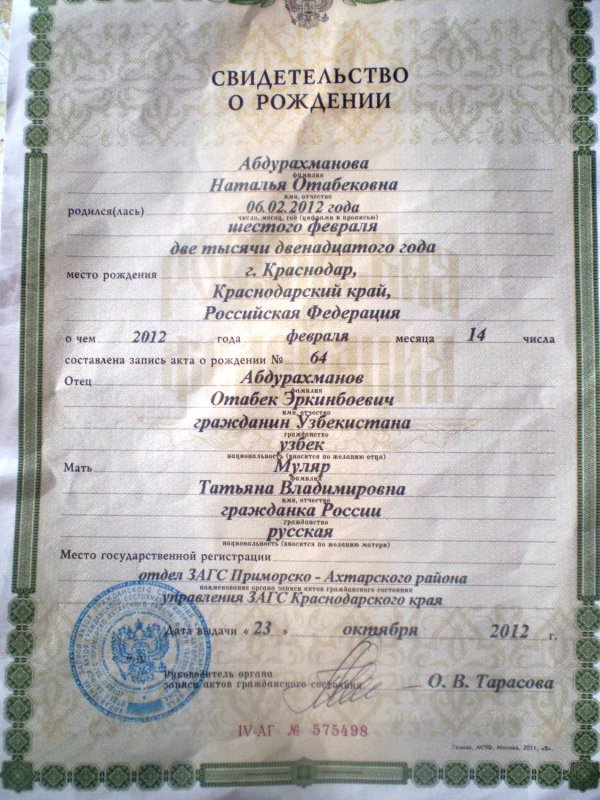 СВИДЕТЕЛЬСТВО
О РОЖДЕНИИ
Абдурахманова
фамилия
Наталья Отабековна
имя, отчество
родился(лась) 06.02.2012 года
число, месяц, год (цифрами и прописью)
шестого февраля
две тысячи двенадцатого года
место рождения г. Краснодар,
Краснодарский край,
Российская Федерация
о чем 2012 года февраля месяца 14 числа
составлена запись акта о рождении № 64
Отец Абдурахманов
фамилия
Отабек Эркинбоевич
имя, отчество
гражданин Узбекистана
гражданство
узбек
национальность (вносится по желанию отца)
Мать Муляр
фамилия
Татьяна Владимировна
имя, отчество
гражданка России
гражданство
русская
национальность (вносится по желанию матери)
Место государственной регистрации
отдел ЗАГС Приморско - Ахтарского района
наименование органа записи актов гражданского состояния
управления ЗАГС Краснодарского края
Дата выдачи « 23 » октября 2012 г.
Руководитель органа
записи актов гражданского состояния О. В. Тарасова
IV-АГ № 575498
Гознак, МПФ, Москва, 2011, «В».